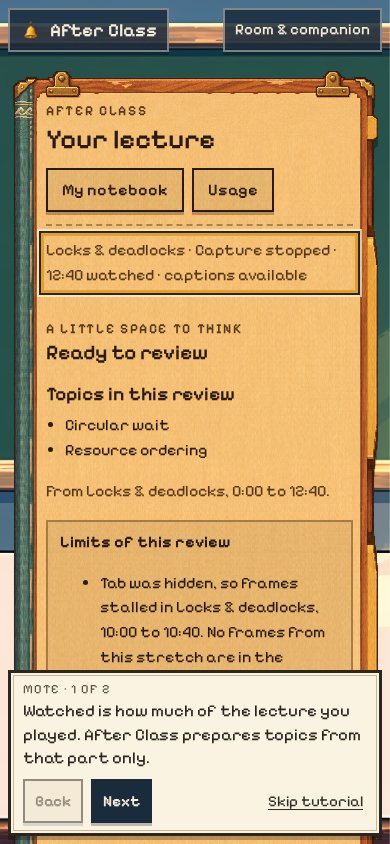 After Class
Room & companion
AFTER CLASS
Your lecture
My notebook
Usage
Locks & deadlocks · Capture stopped ·
12:40 watched · captions available
A LITTLE SPACE TO THINK
Ready to review
Topics in this review
• Circular wait
• Resource ordering
From Locks & deadlocks, 0:00 to 12:40.
Limits of this review
• Tab was hidden, so frames
stalled in Locks & deadlocks,
10:00 to 10:40. No frames from
this stretch are in the
MOTE · 1 OF 2
Watched is how much of the lecture you
played. After Class prepares topics from
that part only.
Back
Next
Skip tutorial